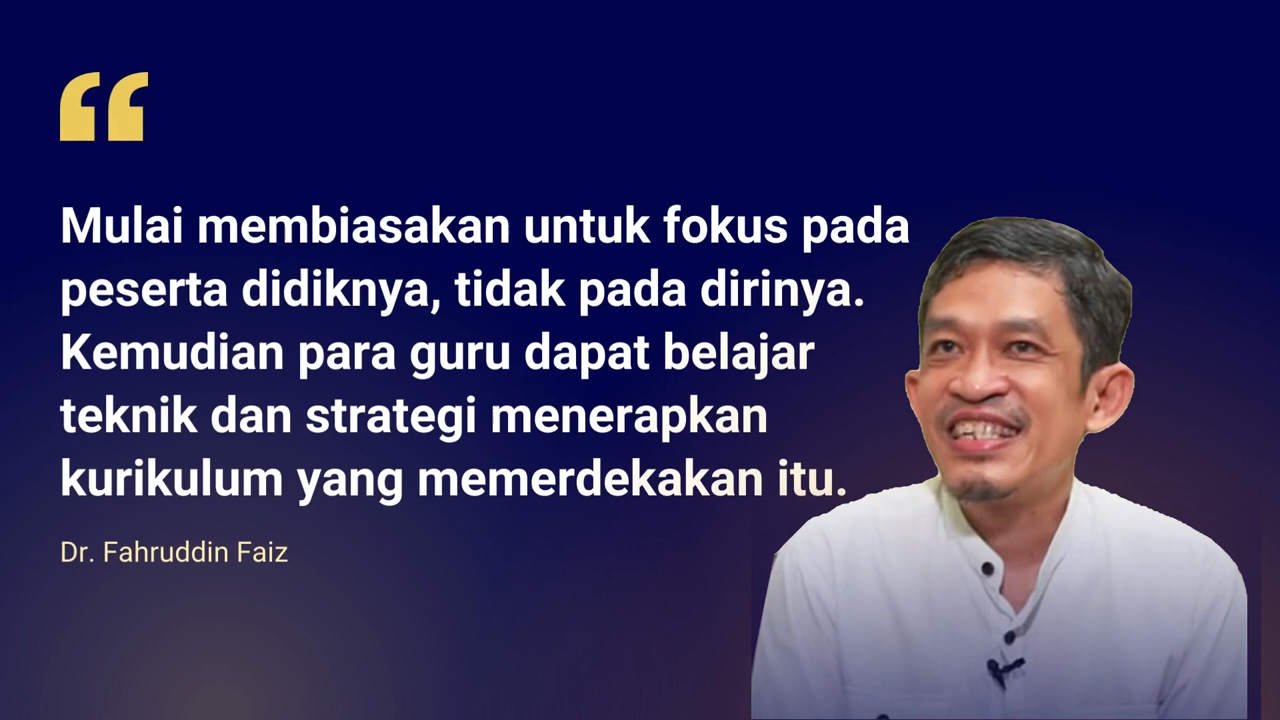 “
Mulai membiasakan untuk fokus pada
peserta didiknya, tidak pada dirinya.
Kemudian para guru dapat belajar
teknik dan strategi menerapkan
kurikulum yang memerdekakan itu.
Dr. Fahruddin Faiz